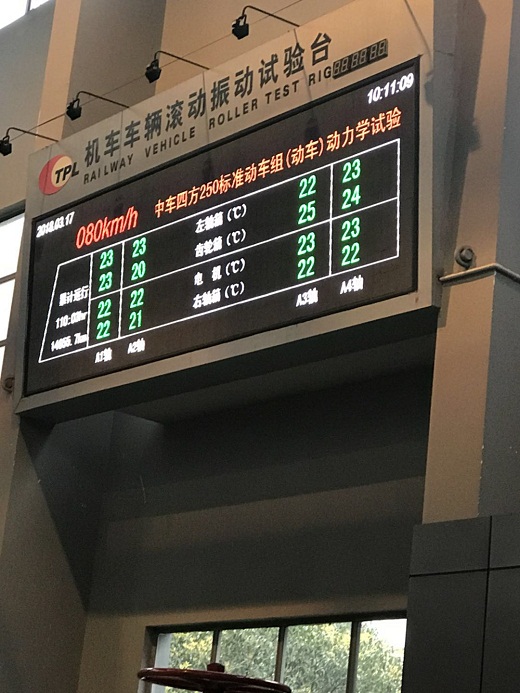 机车车辆滚动振动试验台
TPL RAILWAY VEHICLE ROLLER TEST RIG
10:11:09
2018.03.17 080km/h 中车四方250标准动车组(动车)动力学试验
23 23 左轴箱(℃) 22 23
23 20 齿轮箱(℃) 25 24
累计运行 22 22 电 机(℃) 23 23
22 21 右轴箱(℃) 22 22
A1轴 A2轴 A3轴 A4轴